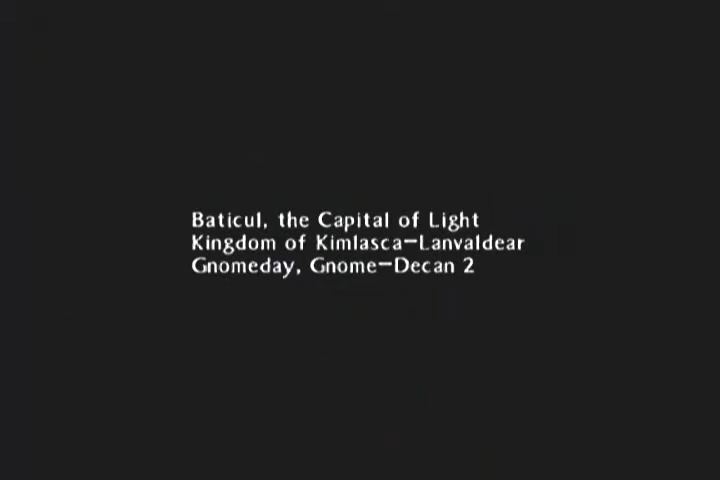 Baticul, the Capital of Light
Kingdom of Kimlasca-Lanvaldear
Gnomeday, Gnome-Decan 2